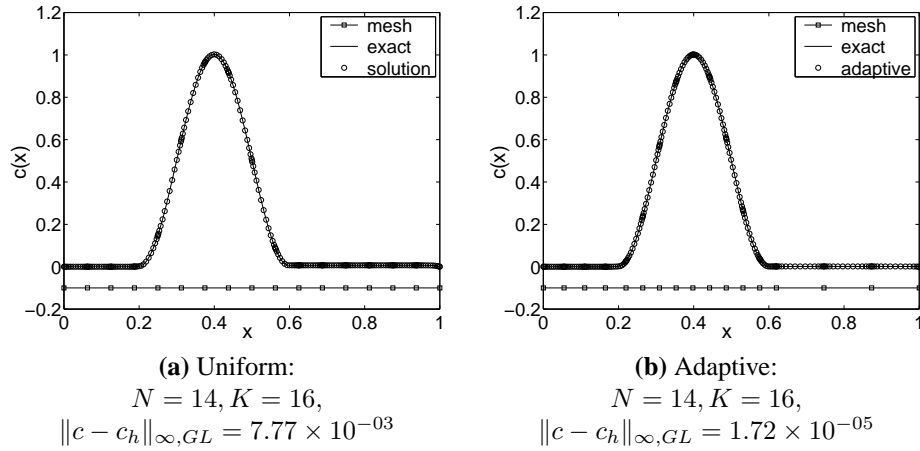 1.2
1
0.8
0.6
0.4
0.2
0
−0.2
c(x)
0 0.2 0.4 0.6 0.8 1
x
mesh
exact
solution
(a) Uniform:
N = 14, K = 16,
‖c − c_h‖_{∞,GL} = 7.77 × 10^{−03}
1.2
1
0.8
0.6
0.4
0.2
0
−0.2
c(x)
0 0.2 0.4 0.6 0.8 1
x
mesh
exact
adaptive
(b) Adaptive:
N = 14, K = 16,
‖c − c_h‖_{∞,GL} = 1.72 × 10^{−05}